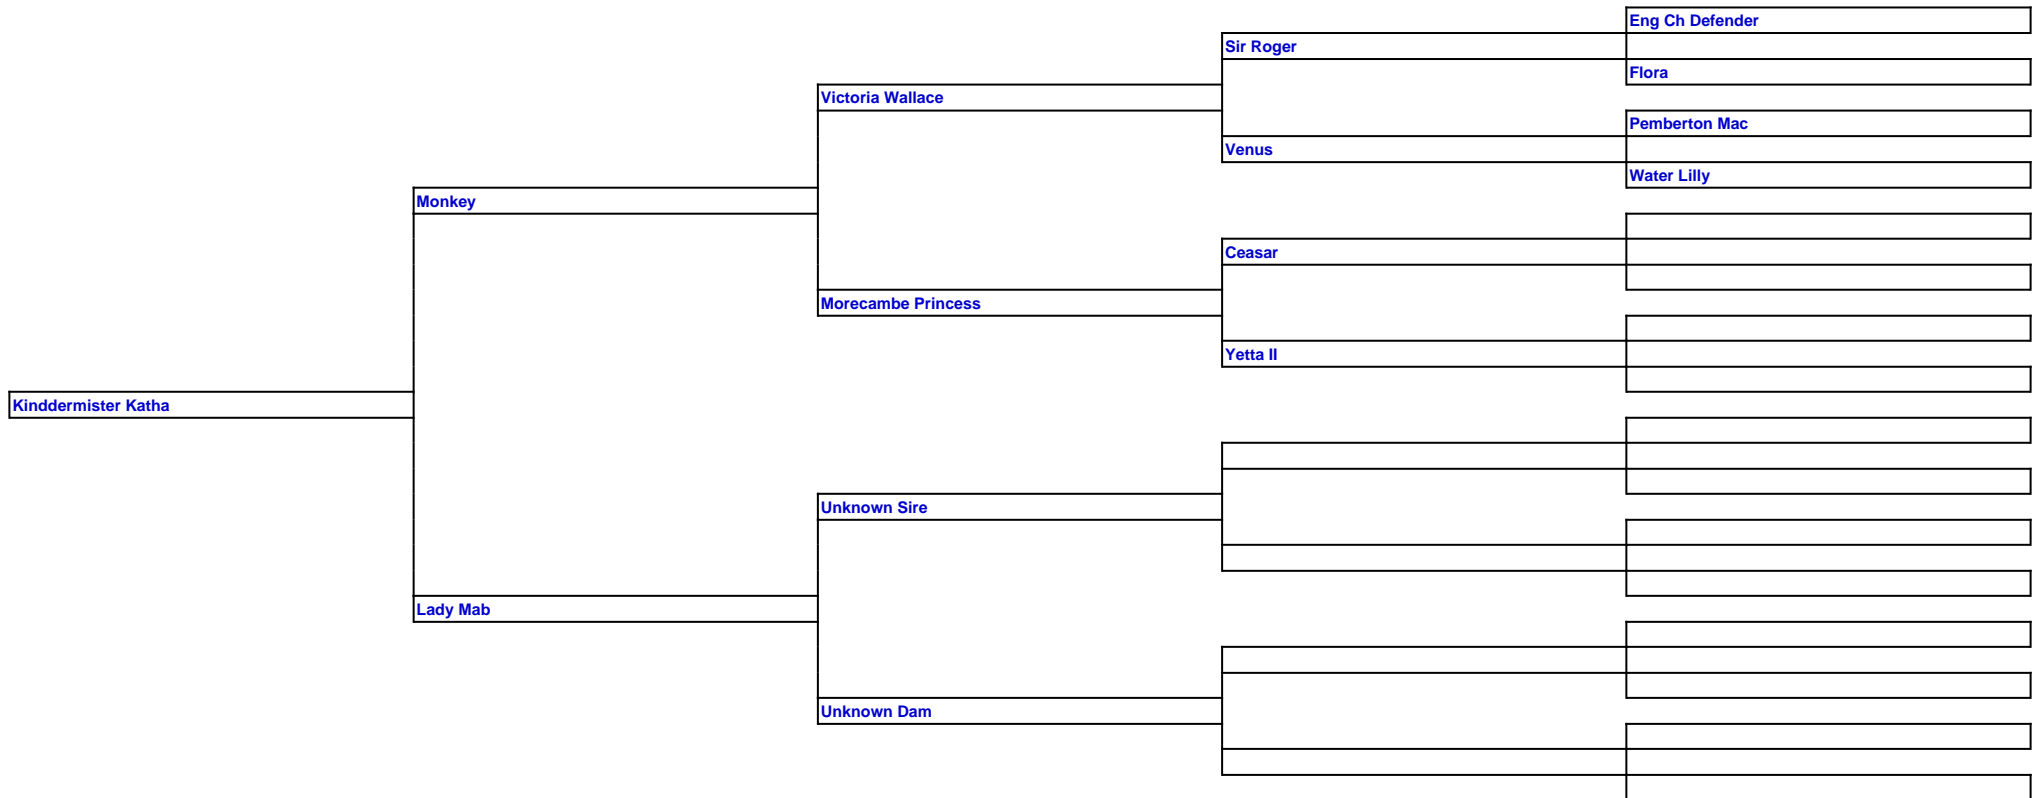 Eng Ch Defender
Sir Roger
Flora
Victoria Wallace
Pemberton Mac
Venus
Water Lilly
Monkey
Ceasar
Morecambe Princess
Yetta II
Kinddermister Katha
Unknown Sire
Lady Mab
Unknown Dam